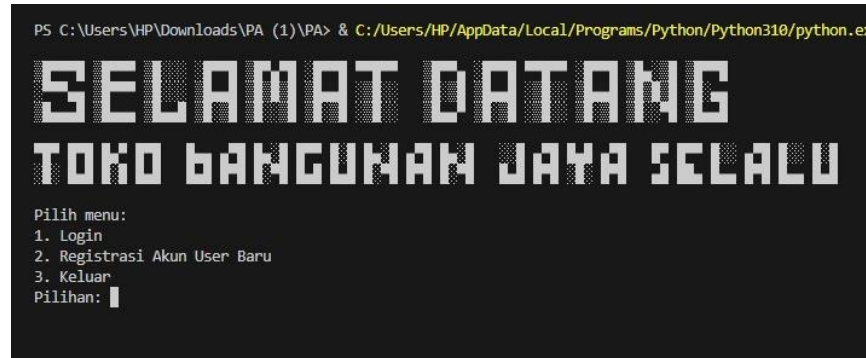 PS C:\Users\HP\Downloads\PA (1)\PA> & C:/Users/HP/AppData/Local/Programs/Python/Python310/python.ex
SELAMAT DATANG
TOKO BANGUNAN JAYA SELALU
Pilih menu:
1. Login
2. Registrasi Akun User Baru
3. Keluar
Pilihan: